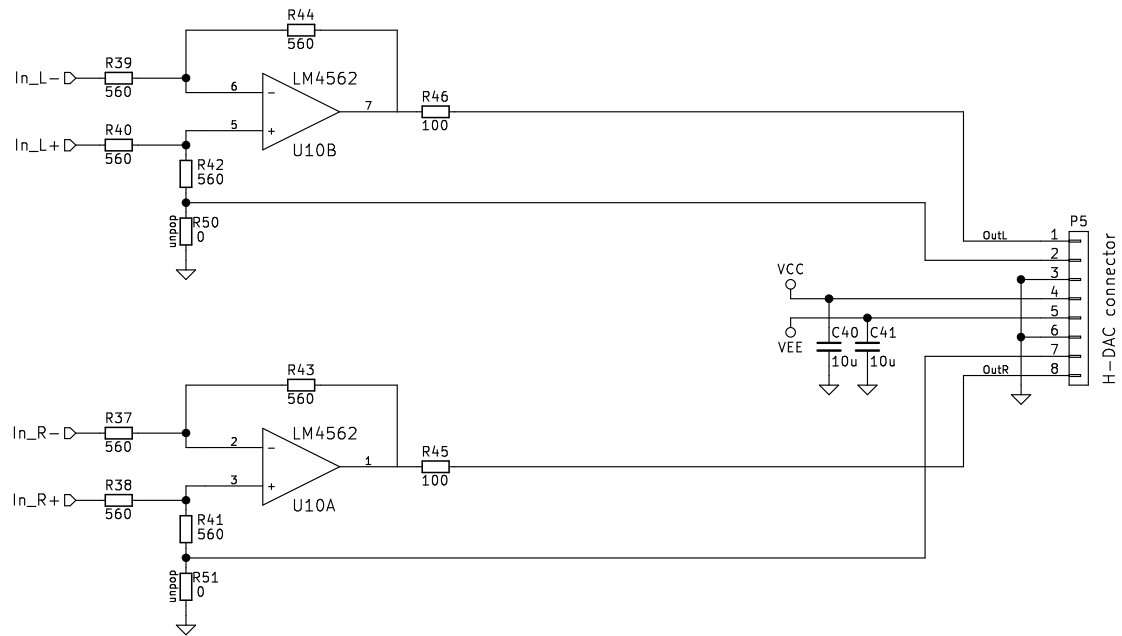 R44
560
R39
In_L-
560
6
-
LM4562
7
R46
100
R40
In_L+
560
5
+
U10B
R42
560
unpop
R50
0
P5
OutL
1
2
3
4
5
6
7
8
H-DAC connector
VCC
VEE
C40
10u
C41
10u
OutR
R43
560
R37
In_R-
560
2
-
LM4562
1
R45
100
R38
In_R+
560
3
+
U10A
R41
560
unpop
R51
0